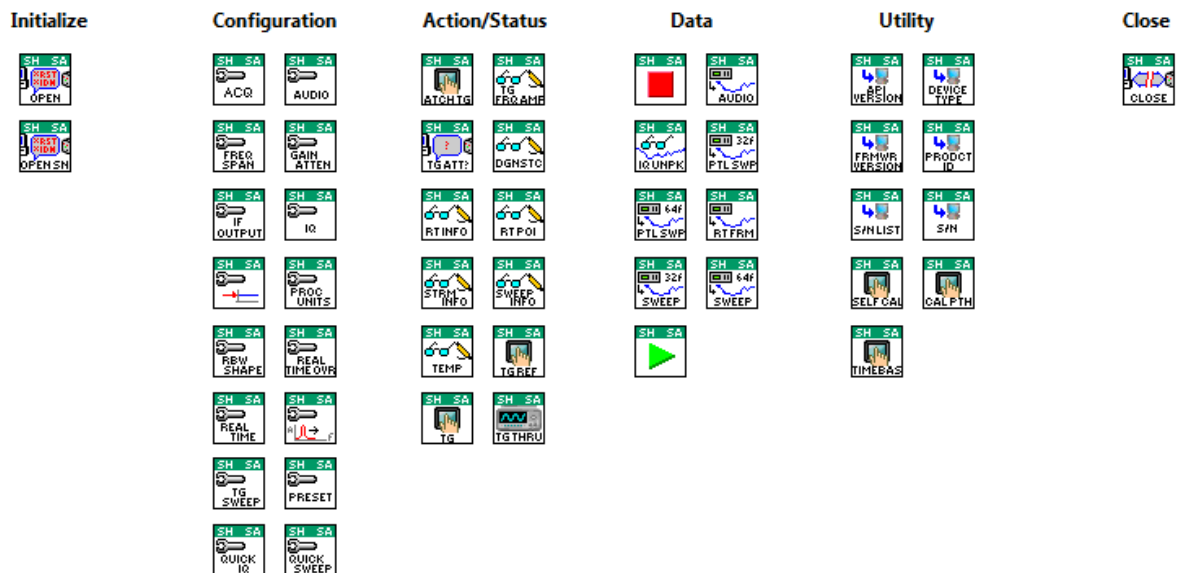 Initialize Configuration Action/Status Data Utility Close
SH SA SH SA SH SA SH SA SH SA SH SA SH SA SH SA SH SA SH SA
*RST
*IDN
OPEN ACQ AUDIO ATCH TG TG FRQ AMP AUDIO API VERSION DEVICE TYPE CLOSE
SH SA SH SA SH SA SH SA SH SA SH SA SH SA SH SA SH SA
*RST
*IDN
OPEN SN FREQ SPAN GAIN ATTEN ? TG ATT? DGNSTC IQ UNPK 32f PTL SWP FRMWR VERSION PRODCT ID
SH SA SH SA SH SA SH SA SH SA SH SA SH SA SH SA
IF OUTPUT IQ RT INFO RT POI 64f PTL SWP RT FRM S/N LIST S/N
SH SA SH SA SH SA SH SA SH SA SH SA SH SA SH SA
PROC UNITS STRM INFO SWEEP INFO 32f SWEEP 64f SWEEP SELF CAL CAL PTH
SH SA SH SA SH SA SH SA SH SA SH SA
RBW SHAPE REAL TIME OVR TEMP TG REF TIMEBAS
SH SA SH SA SH SA SH SA
REAL TIME A F TG TG THRU
SH SA SH SA
TG SWEEP PRESET
SH SA SH SA
QUICK IQ QUICK SWEEP